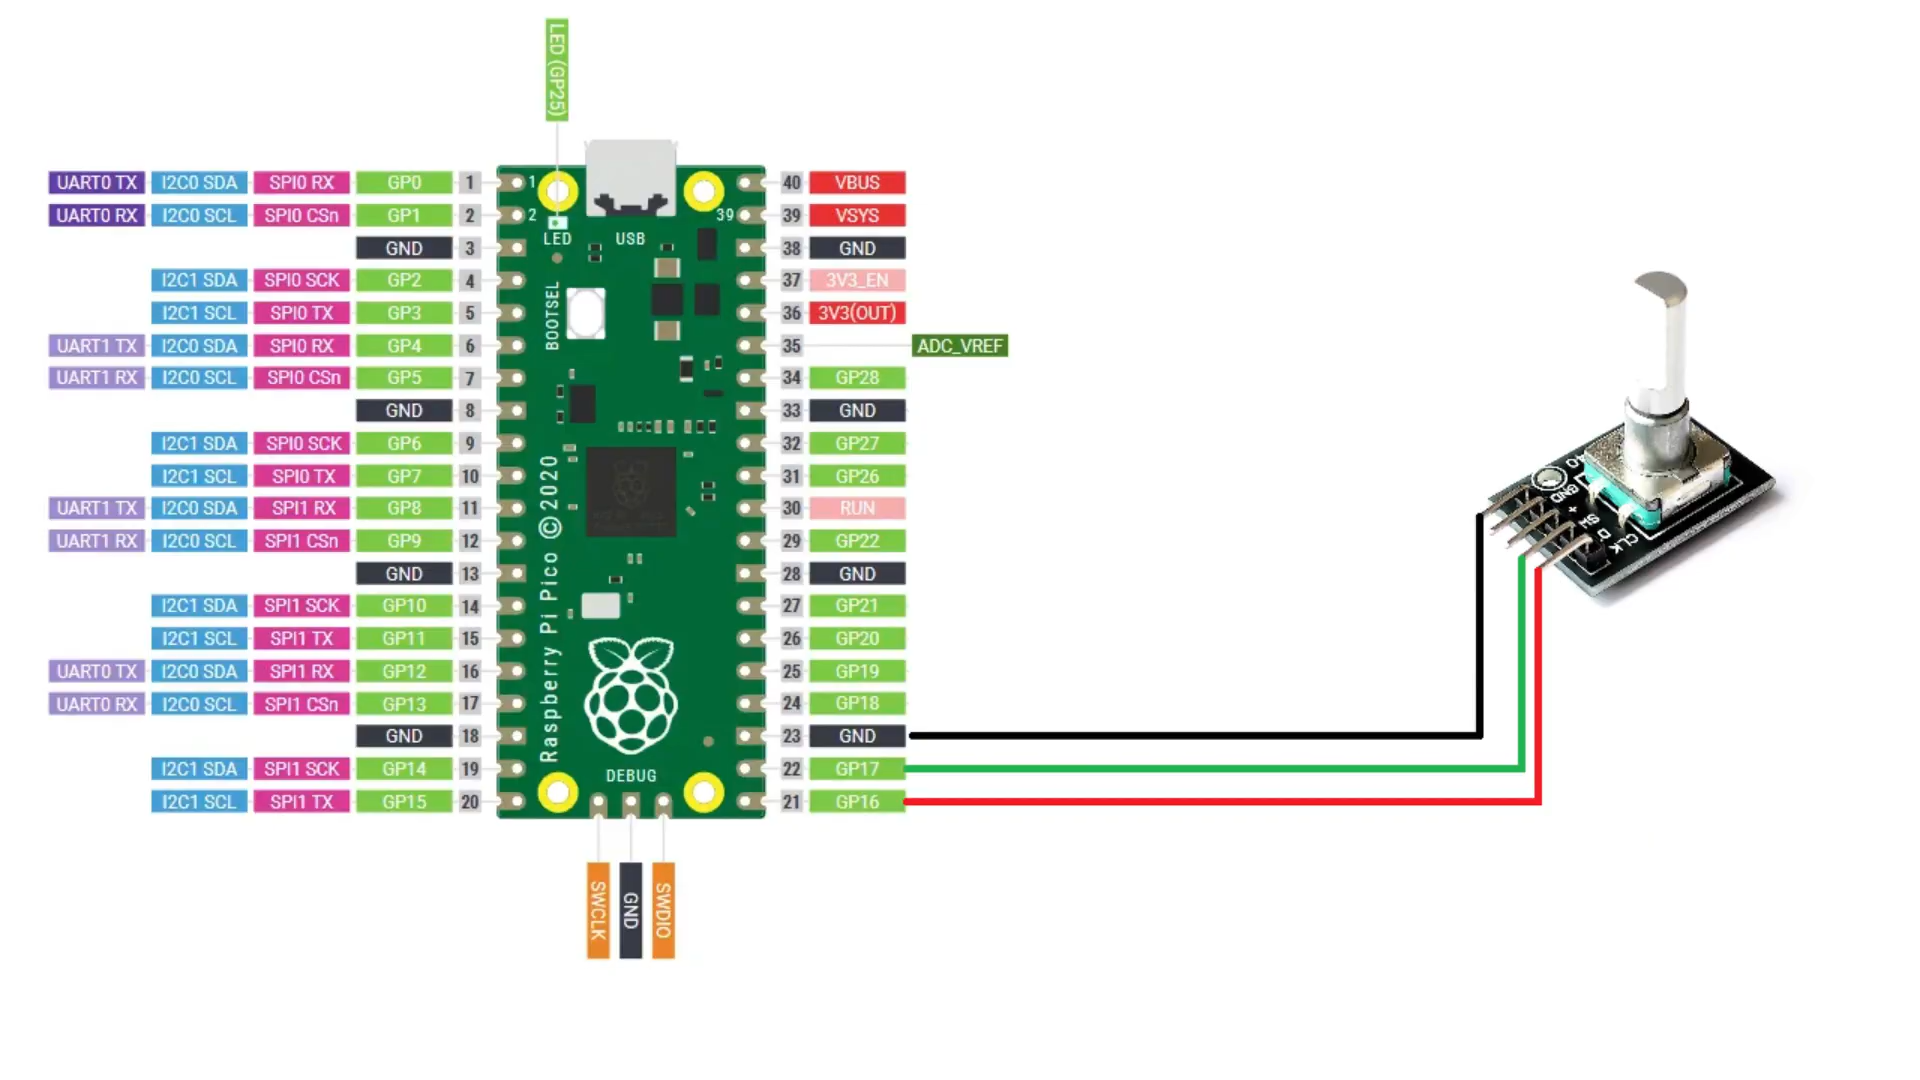 LED (GP25)
UART0 TX I2C0 SDA SPI0 RX GP0 1 1 40 VBUS
UART0 RX I2C0 SCL SPI0 CSn GP1 2 2 39 39 VSYS
LED USB
GND 3 38 GND
I2C1 SDA SPI0 SCK GP2 4 37 3V3_EN
I2C1 SCL SPI0 TX GP3 5 BOOTSEL 36 3V3(OUT)
UART1 TX I2C0 SDA SPI0 RX GP4 6 35 ADC_VREF
UART1 RX I2C0 SCL SPI0 CSn GP5 7 34 GP28
GND 8 33 GND
I2C1 SDA SPI0 SCK GP6 9 32 GP27
I2C1 SCL SPI0 TX GP7 10 31 GP26
UART1 TX I2C0 SDA SPI1 RX GP8 11 30 RUN
UART1 RX I2C0 SCL SPI1 CSn GP9 12 29 GP22
GND 13 28 GND
I2C1 SDA SPI1 SCK GP10 14 27 GP21
I2C1 SCL SPI1 TX GP11 15 26 GP20
UART0 TX I2C0 SDA SPI1 RX GP12 16 25 GP19
UART0 RX I2C0 SCL SPI1 CSn GP13 17 24 GP18
GND 18 23 GND
I2C1 SDA SPI1 SCK GP14 19 22 GP17
I2C1 SCL SPI1 TX GP15 20 21 GP16
Raspberry Pi Pico © 2020
DEBUG
SWCLK
GND
SWDIO
GND
+
SW
CLK